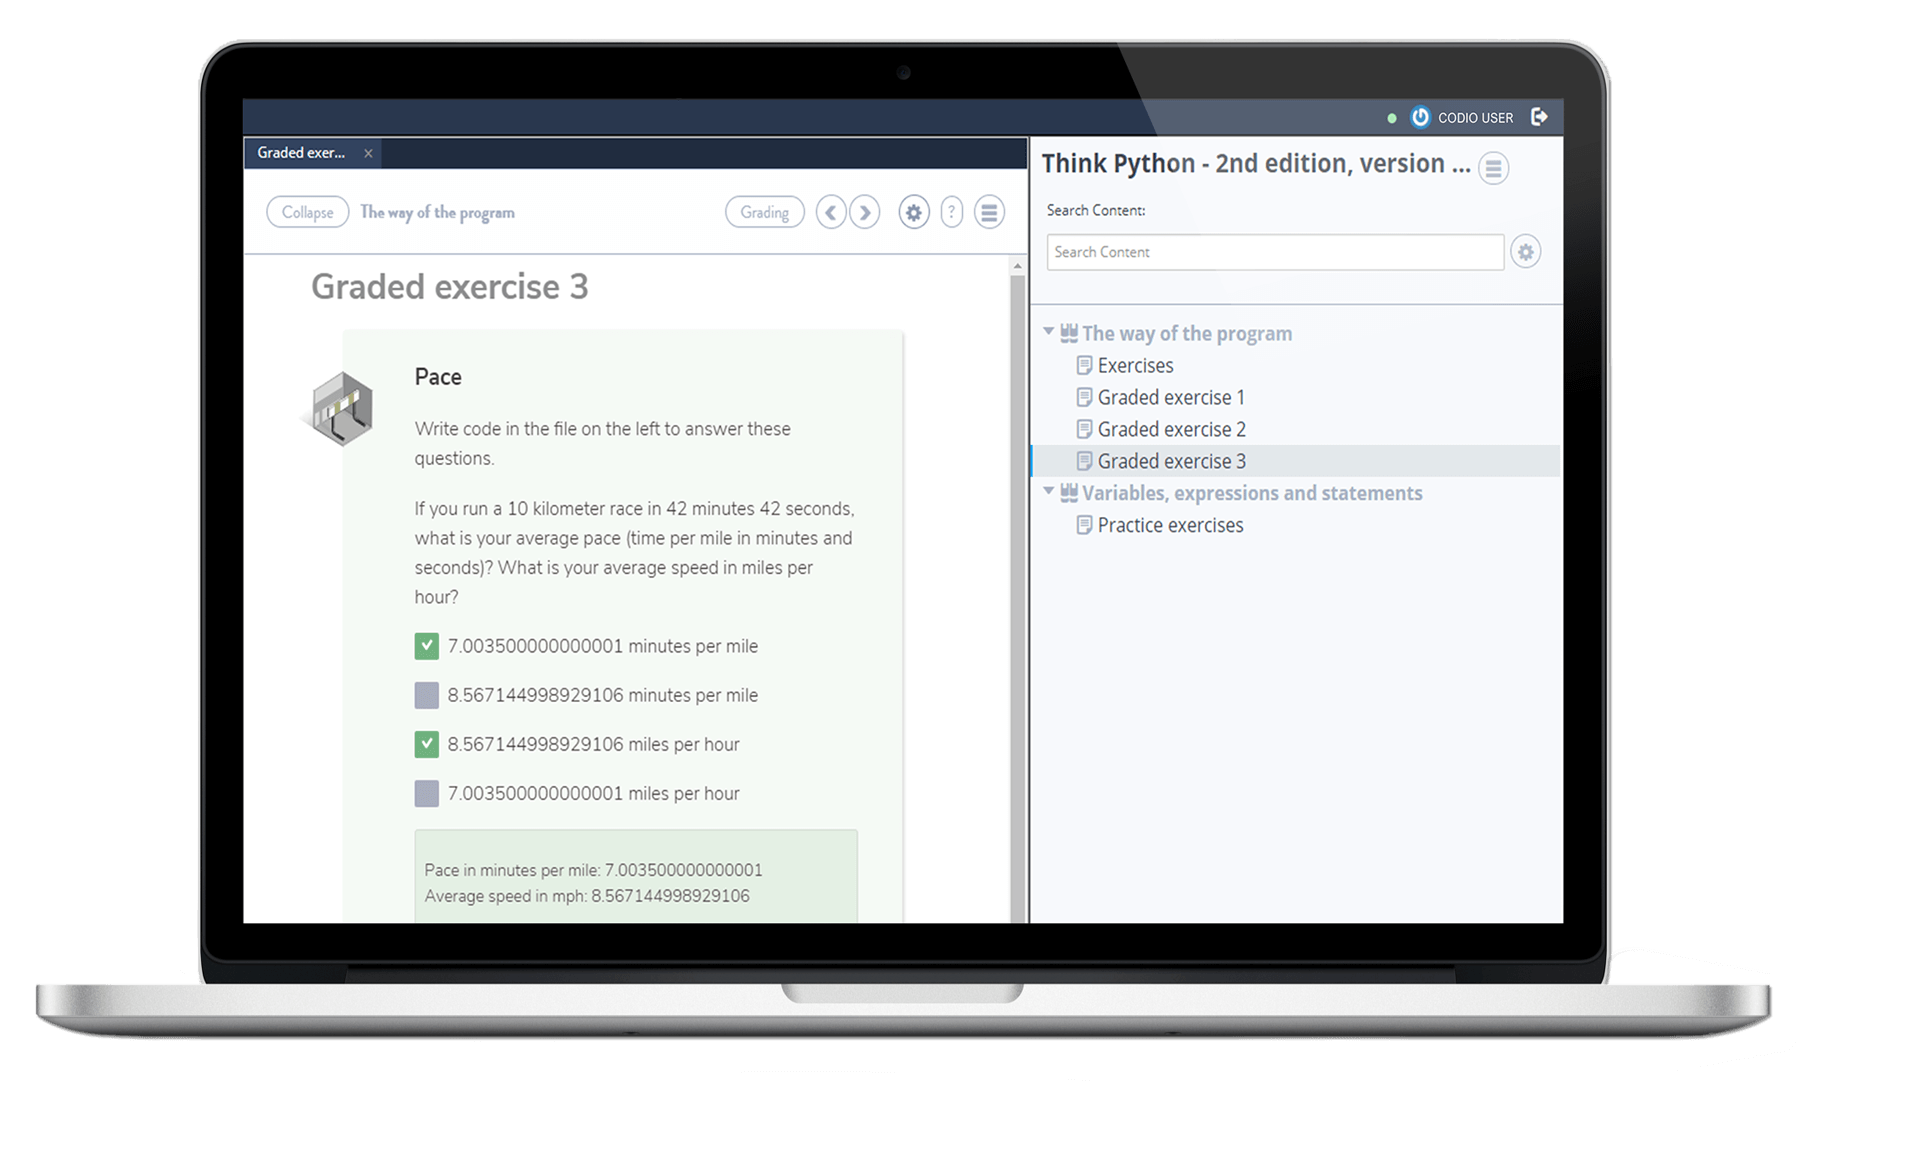 CODIO USER
Graded exer...
Collapse
The way of the program
Grading
?
Graded exercise 3
Pace
Write code in the file on the left to answer these
questions.
If you run a 10 kilometer race in 42 minutes 42 seconds,
what is your average pace (time per mile in minutes and
seconds)? What is your average speed in miles per
hour?
7.003500000000001 minutes per mile
8.567144998929106 minutes per mile
8.567144998929106 miles per hour
7.003500000000001 miles per hour
Pace in minutes per mile: 7.003500000000001
Average speed in mph: 8.567144998929106
Think Python - 2nd edition, version ...
Search Content:
Search Content
The way of the program
Exercises
Graded exercise 1
Graded exercise 2
Graded exercise 3
Variables, expressions and statements
Practice exercises